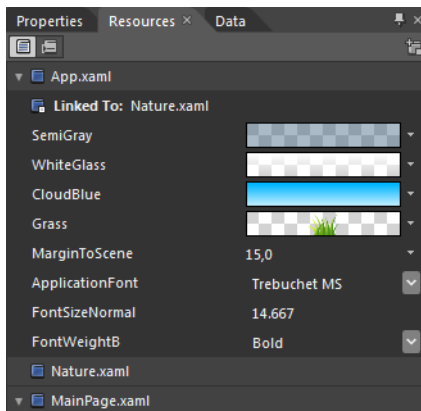 Properties Resources × Data
App.xaml
Linked To: Nature.xaml
SemiGray
WhiteGlass
CloudBlue
Grass
MarginToScene 15,0
ApplicationFont Trebuchet MS
FontSizeNormal 14.667
FontWeightB Bold
Nature.xaml
MainPage.xaml